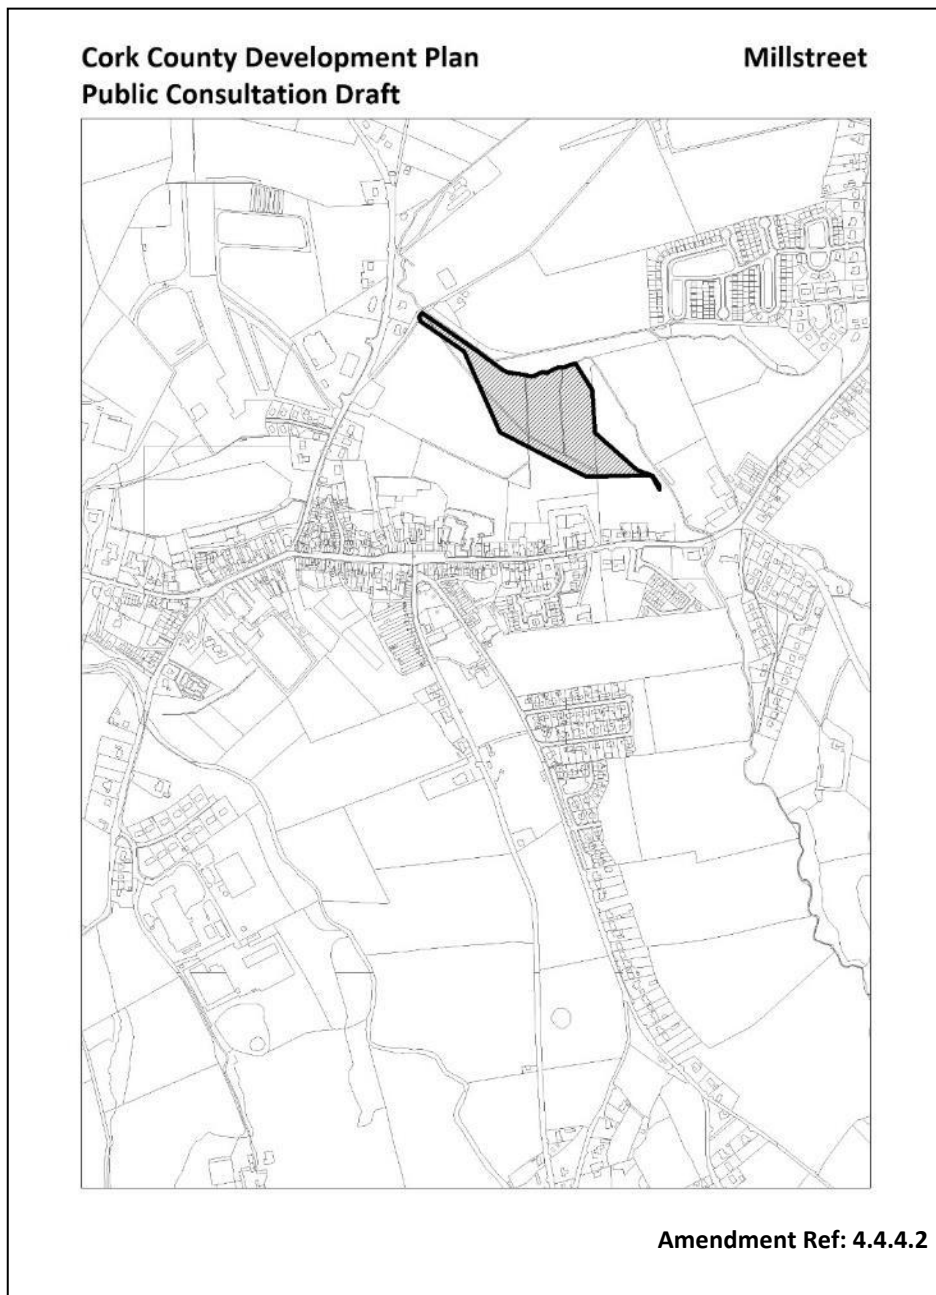 Cork County Development Plan Millstreet
Public Consultation Draft
Amendment Ref: 4.4.4.2